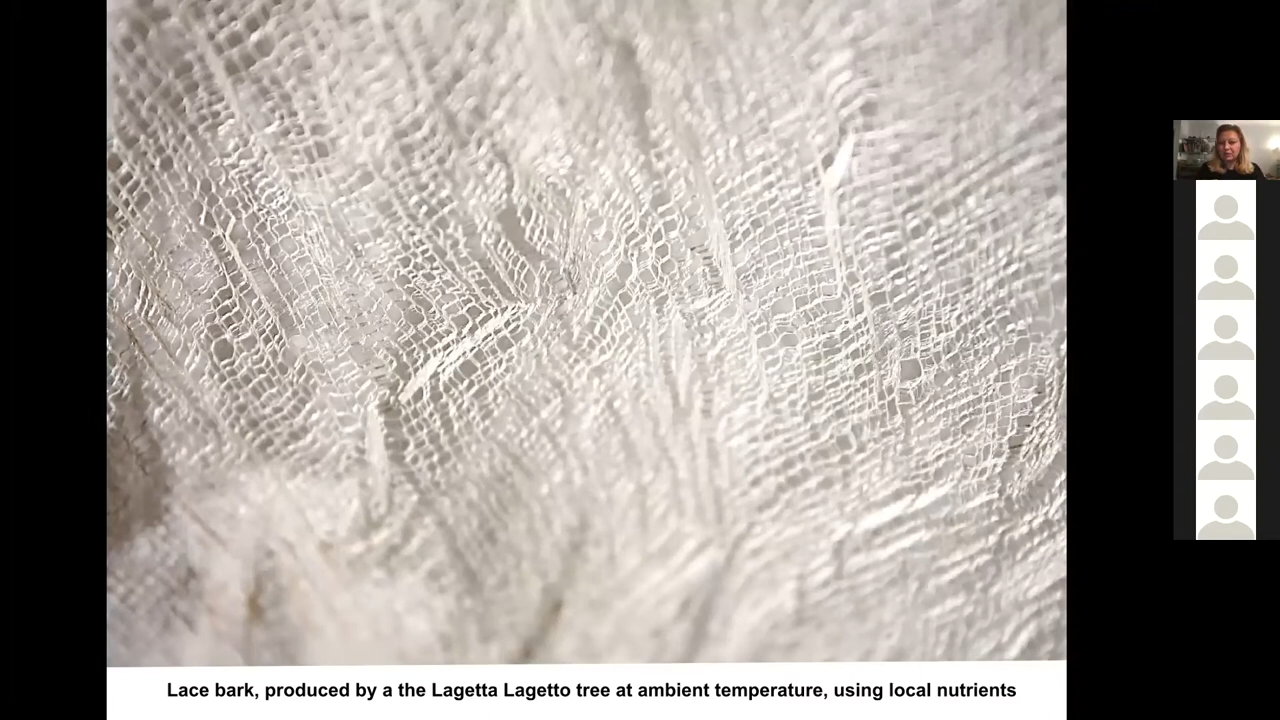 Lace bark, produced by a the Lagetta Lagetto tree at ambient temperature, using local nutrients